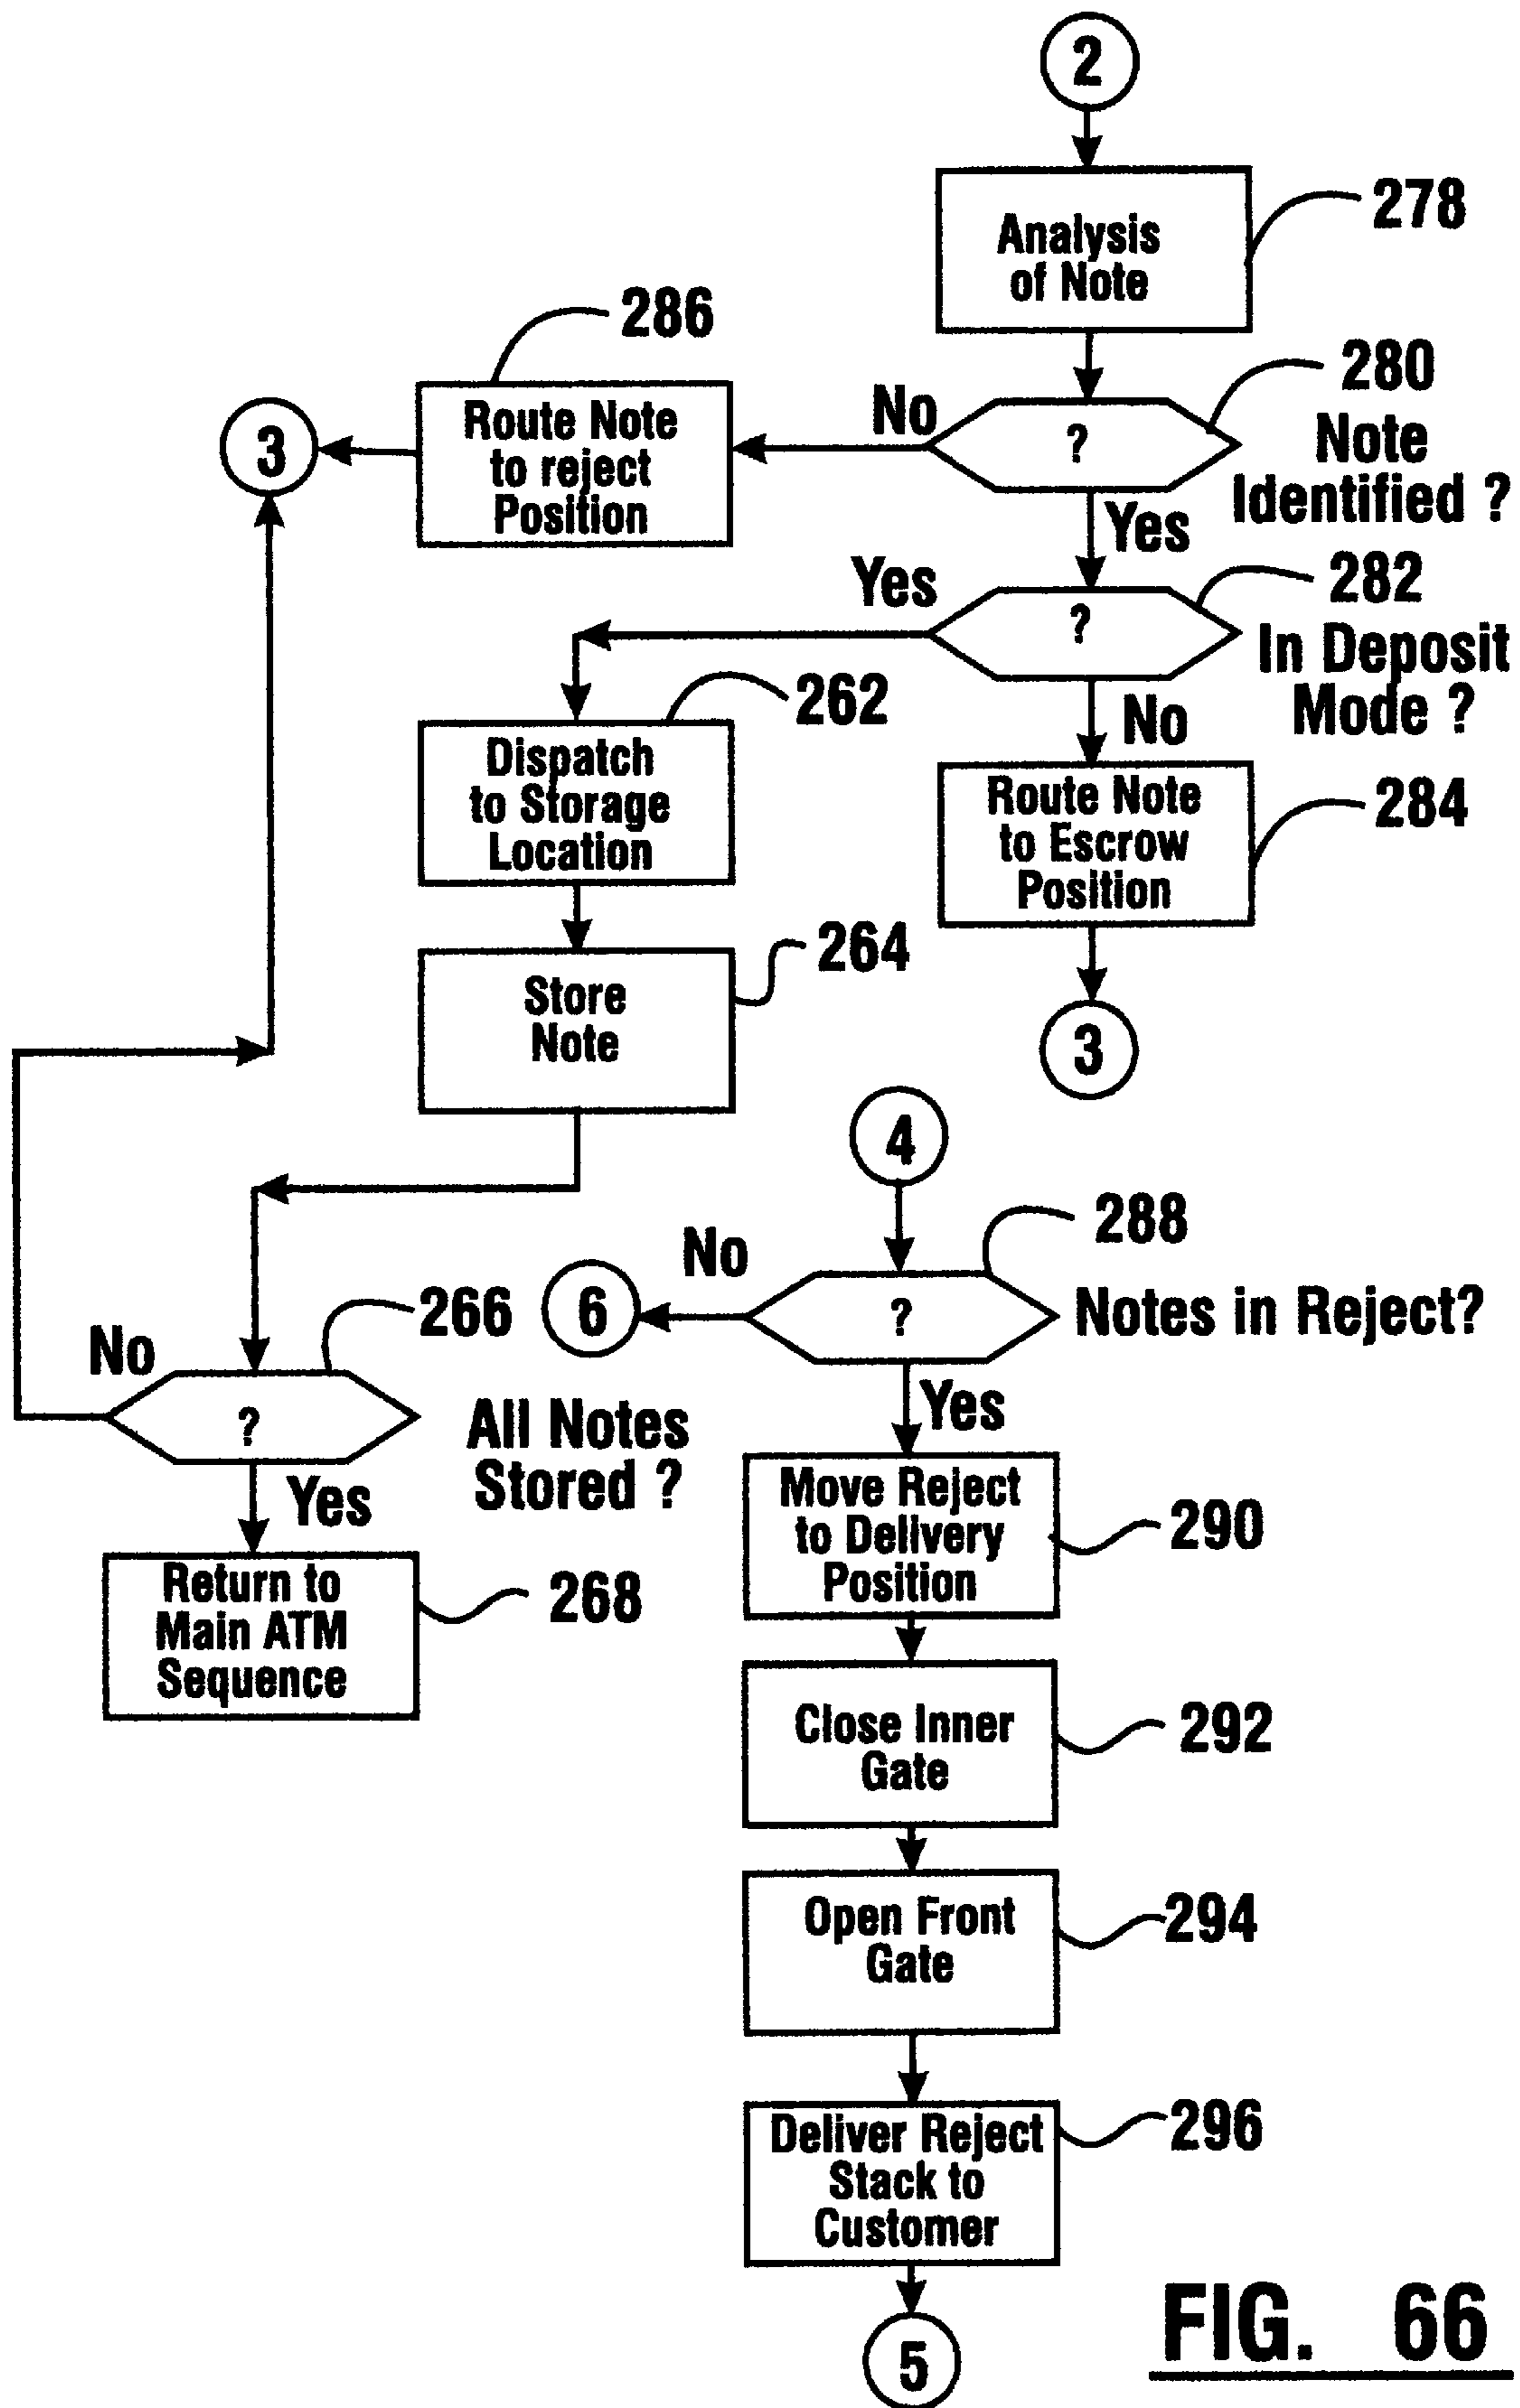 2
Analysis
of Note
278
286
280
Route Note
to reject
Position
3
No
?
Note
Identified ?
Yes
Yes
?
282
In Deposit
Mode ?
262
No
Dispatch
to Storage
Location
Route Note
to Escrow
Position
284
264
Store
Note
3
4
288
No
6
?
Notes in Reject?
266
No
?
All Notes
Stored ?
Yes
Yes
Move Reject
to Delivery
Position
290
Return to
Main ATM
Sequence
268
Close Inner
Gate
292
Open Front
Gate
294
Deliver Reject
Stack to
Customer
296
5
FIG. 66